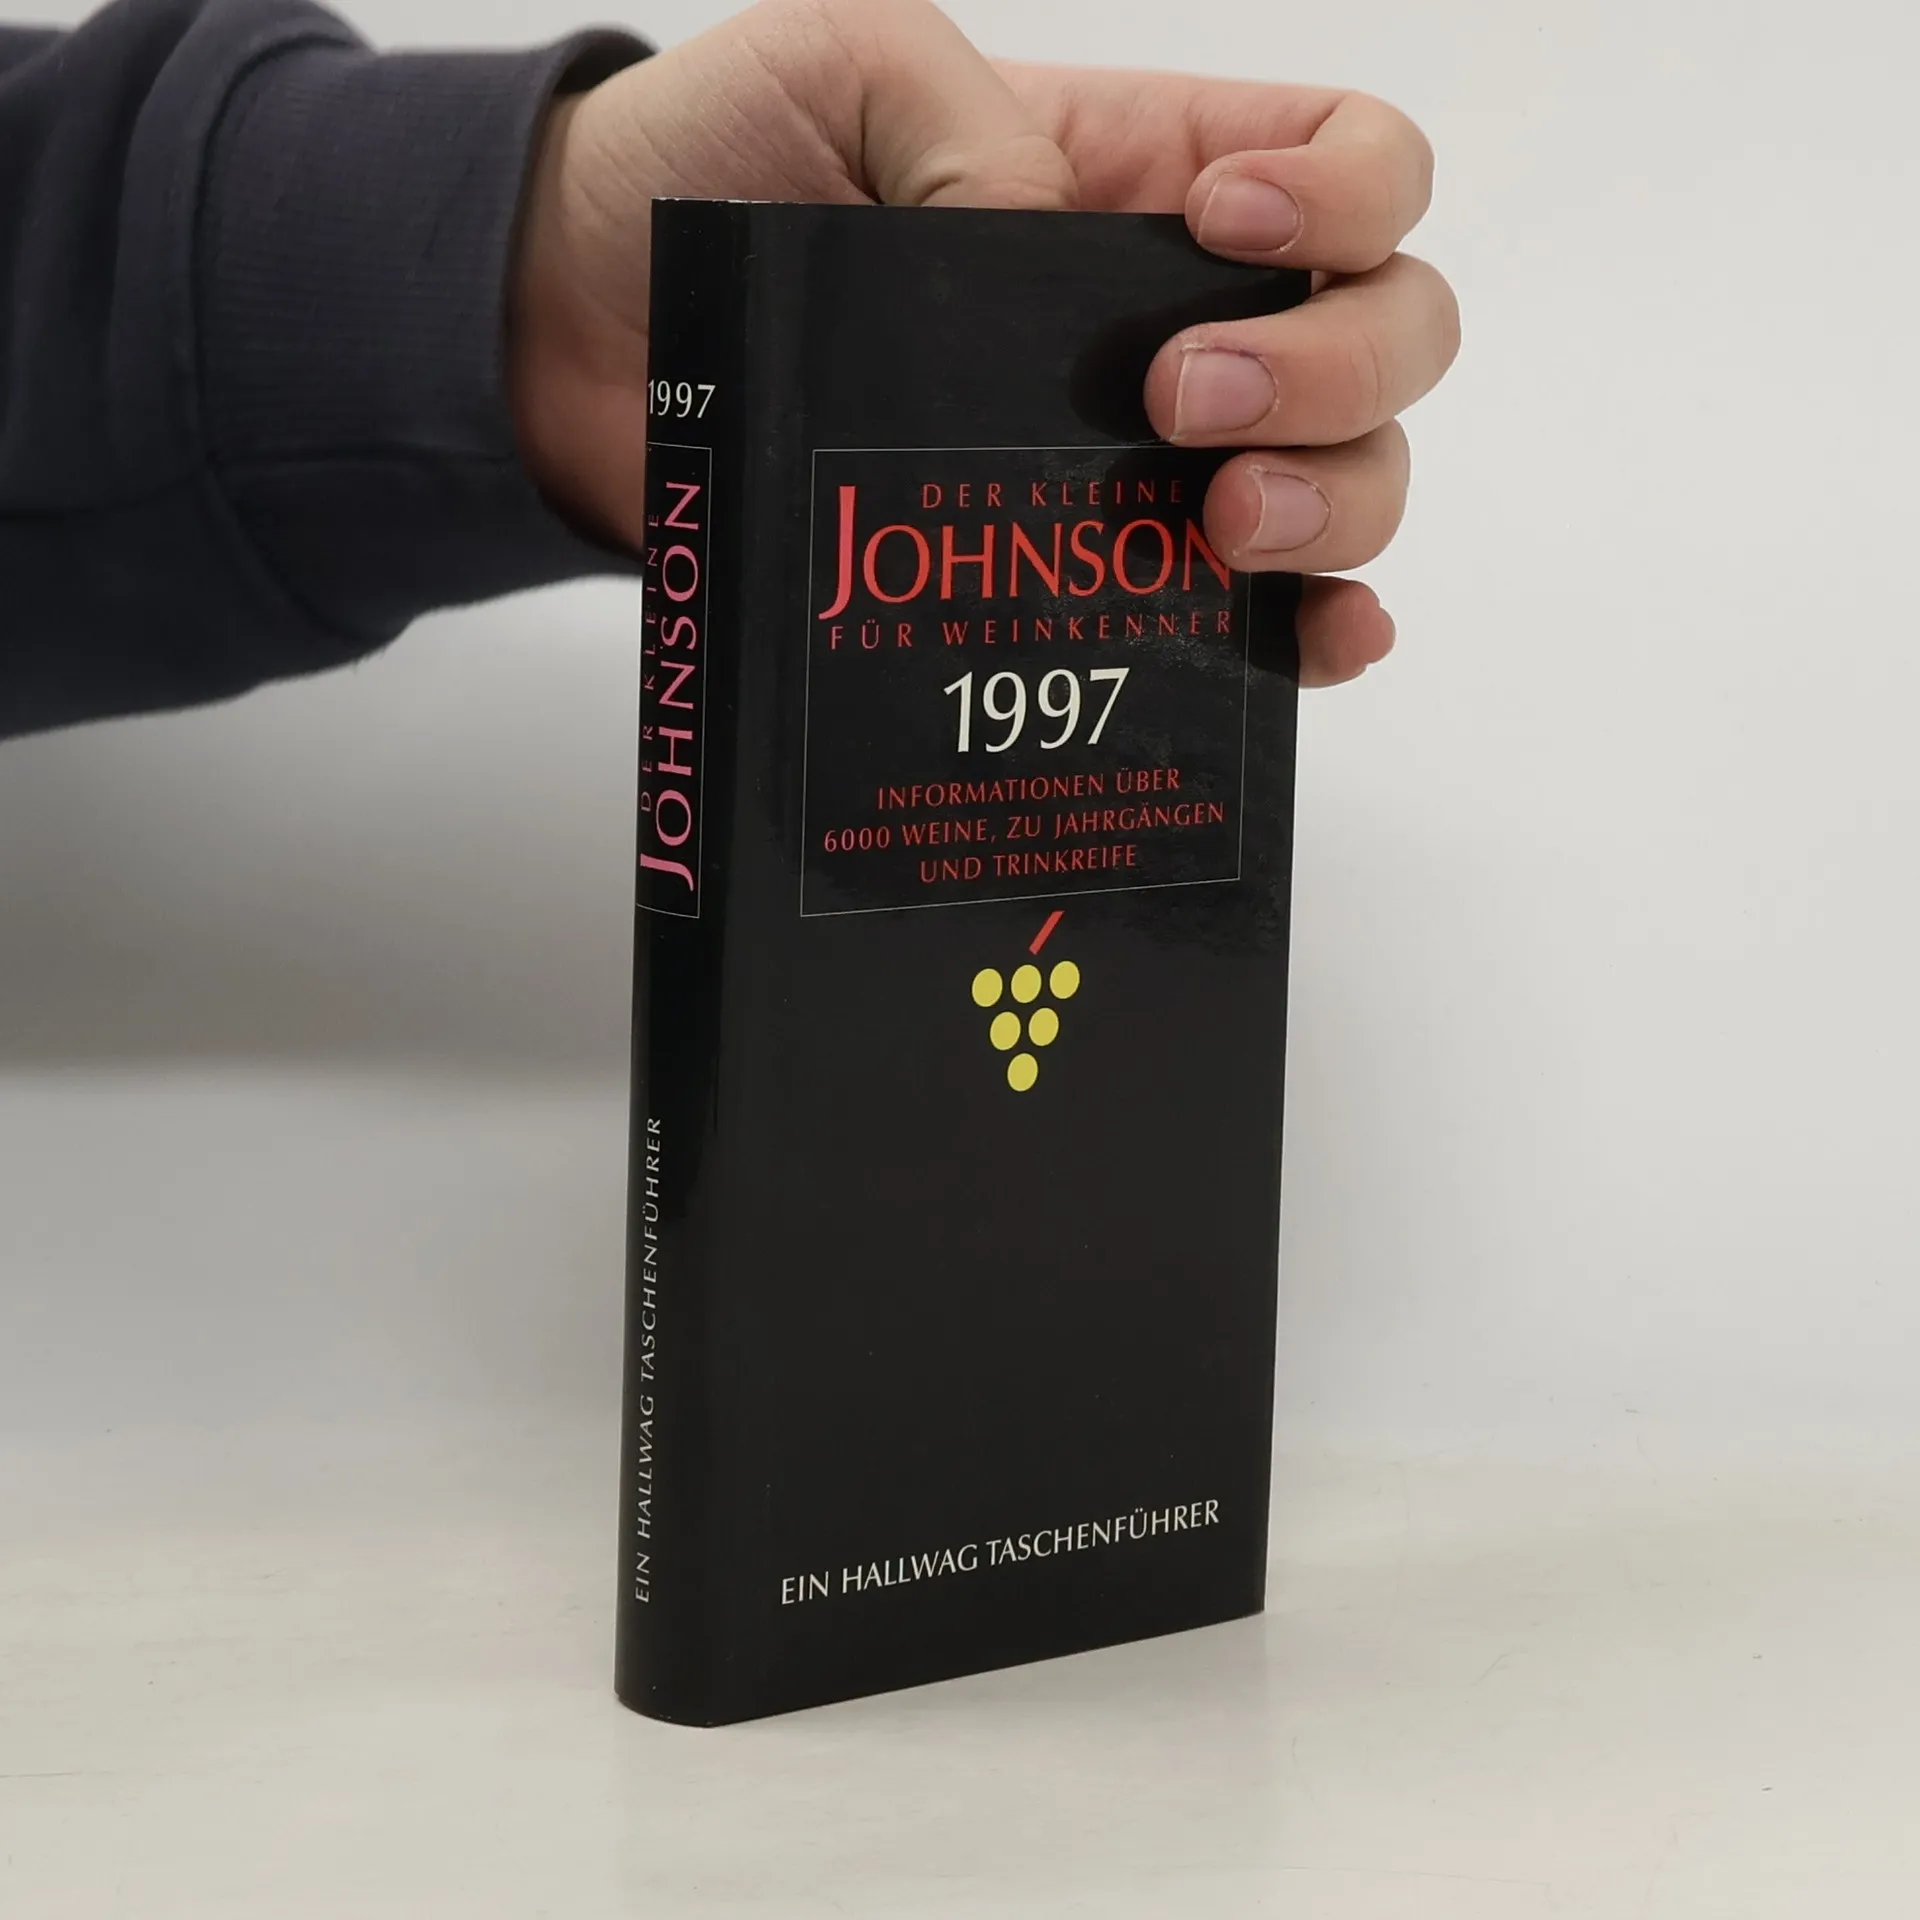 1997
DER KLEINE
JOHNSON
EIN HALLWAG TASCHENFÜHRER
DER KLEINE
JOHNSON
FÜR WEINKENNER
1997
INFORMATIONEN ÜBER
6000 WEINE, ZU JAHRGÄNGEN
UND TRINKREIFE
EIN HALLWAG TASCHENFÜHRER